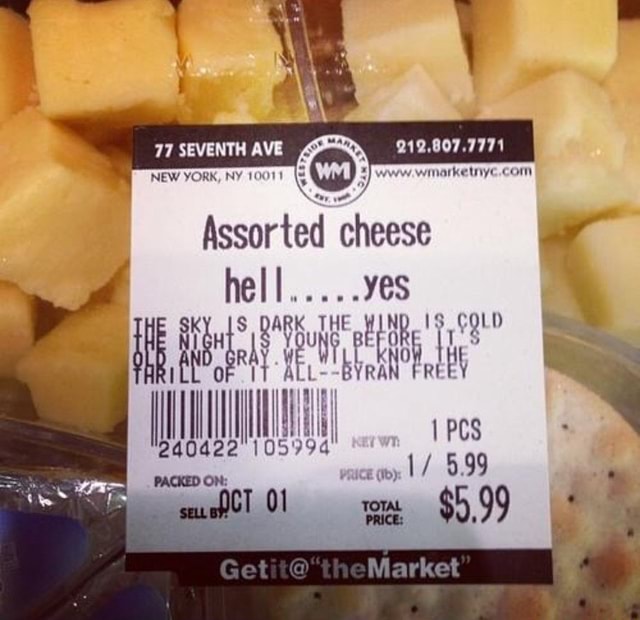 77 SEVENTH AVE
NEW YORK, NY 10011
WESTSIDE MARKET NYC
WM
212.807.7771
www.wmarketnyc.com
Assorted cheese
hell.....yes
THE SKY IS DARK THE WIND IS COLD
THE NIGHT IS YOUNG BEFORE IT'S
OLD AND GRAY.WE WILL KNOW THE
THRILL OF IT ALL--BYRAN FREEY
240422 105994
NET WT: 1 PCS
PRICE (lb): 1/ 5.99
PACKED ON:
SELL BY: OCT 01
TOTAL PRICE: $5.99
Getit@"theMarket"